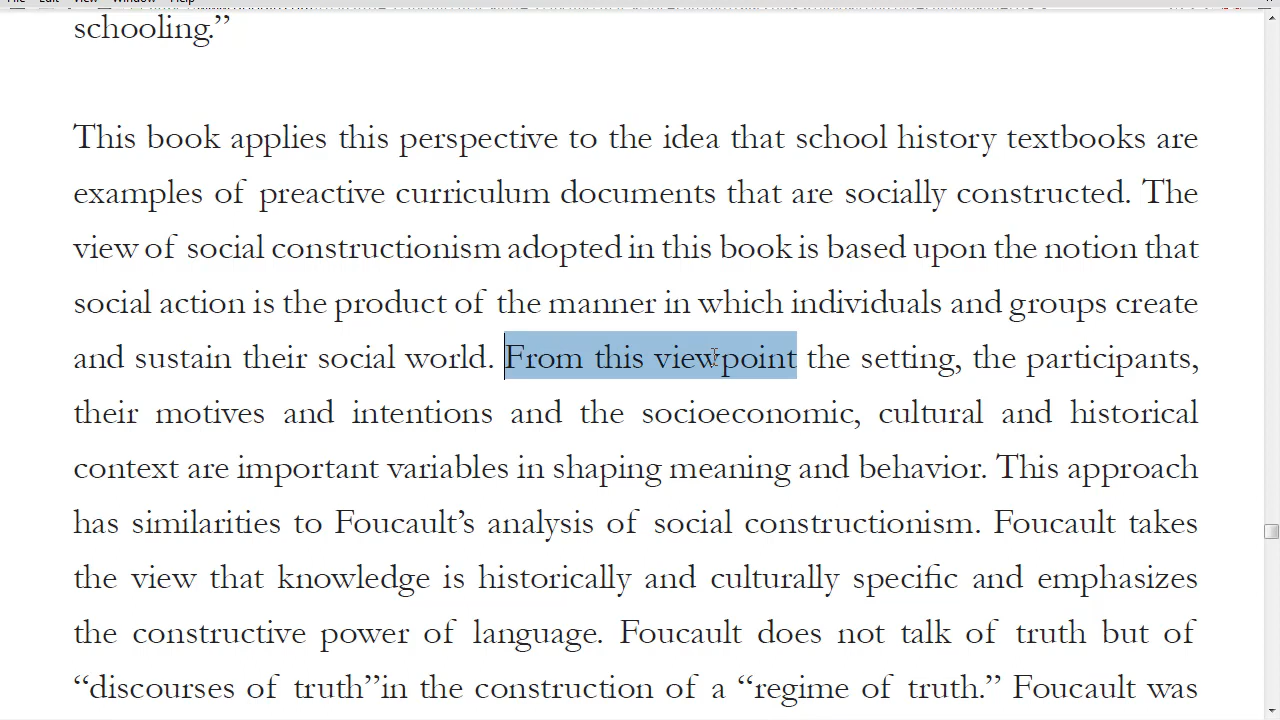 File Edit View Window Help
schooling.”
This book applies this perspective to the idea that school history textbooks are
examples of preactive curriculum documents that are socially constructed. The
view of social constructionism adopted in this book is based upon the notion that
social action is the product of the manner in which individuals and groups create
and sustain their social world. From this viewpoint the setting, the participants,
their motives and intentions and the socioeconomic, cultural and historical
context are important variables in shaping meaning and behavior. This approach
has similarities to Foucault’s analysis of social constructionism. Foucault takes
the view that knowledge is historically and culturally specific and emphasizes
the constructive power of language. Foucault does not talk of truth but of
“discourses of truth”in the construction of a “regime of truth.” Foucault was